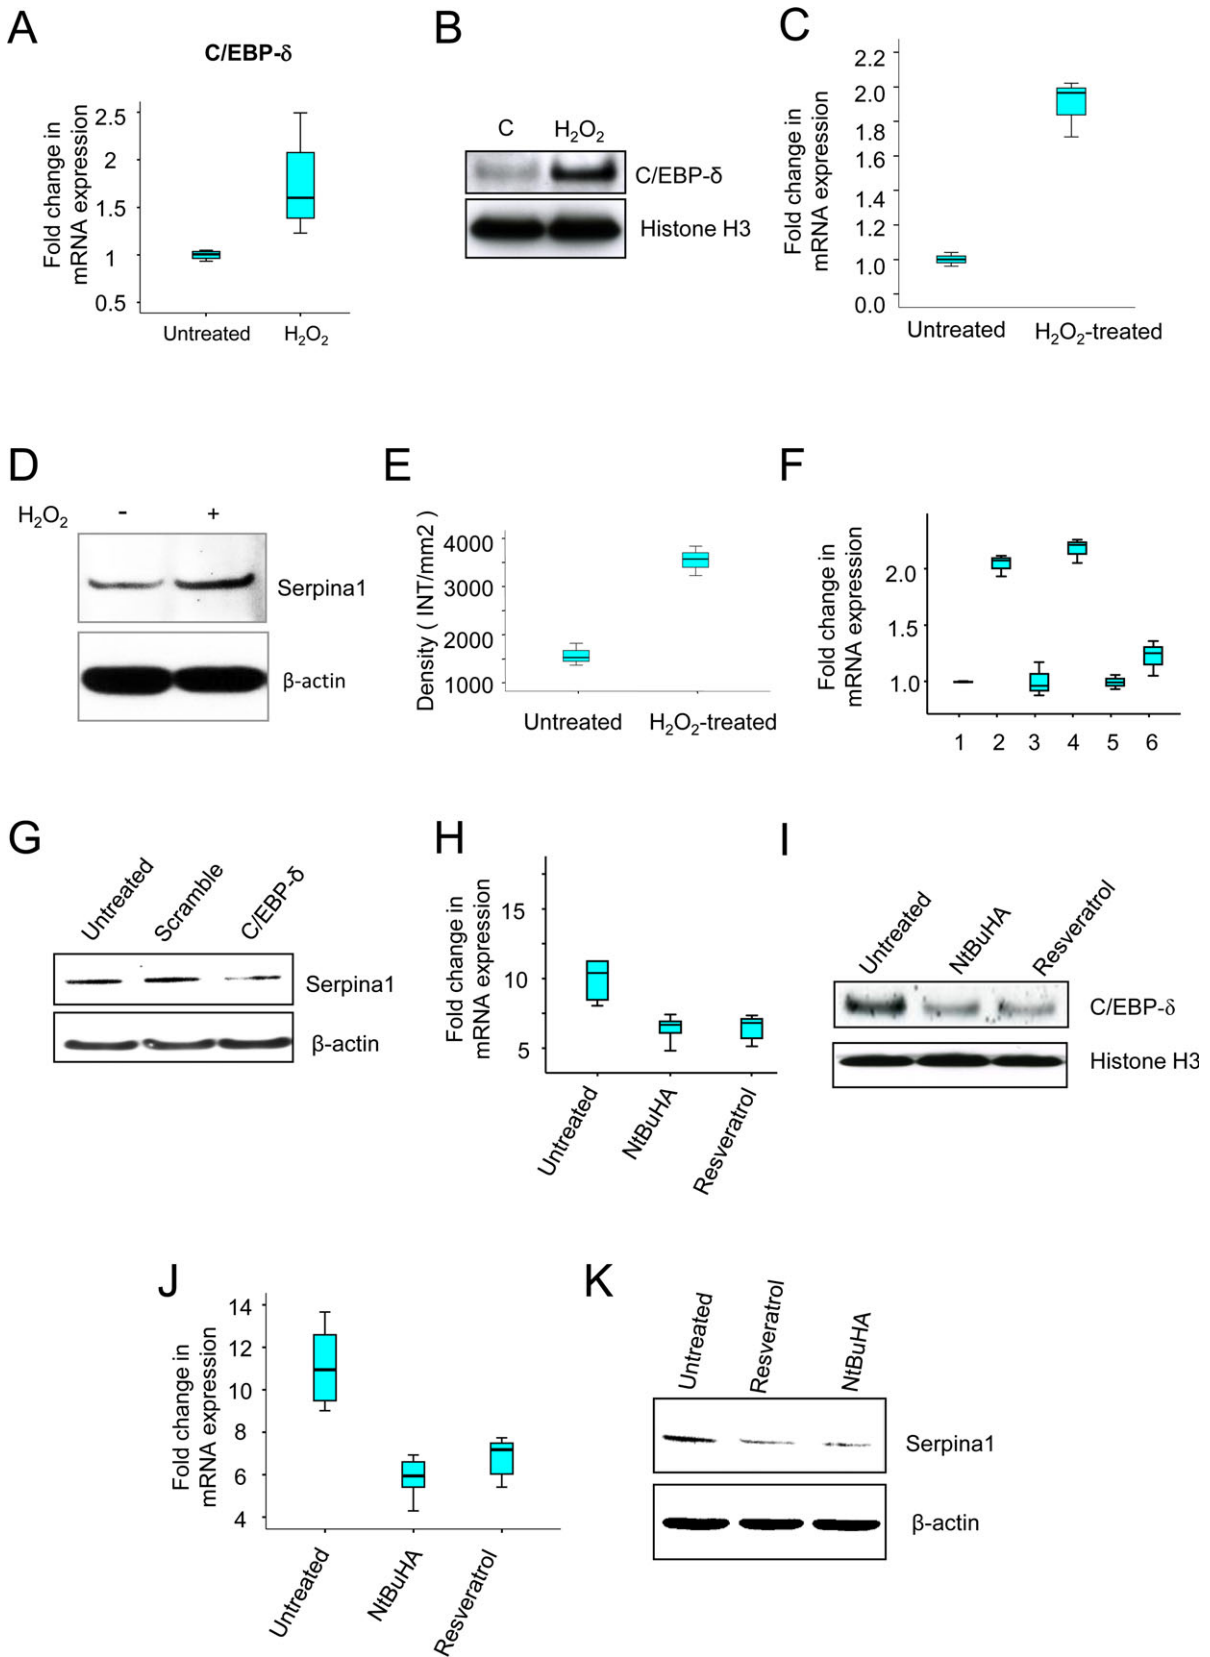 A
C/EBP-δ
Fold change in
mRNA expression
2.5
2
1.5
1
0.5
Untreated
H₂O₂
B
C
H₂O₂
C/EBP-δ
Histone H3
C
Fold change in
mRNA expression
2.2
2.0
1.8
1.6
1.4
1.2
1.0
0.0
Untreated
H₂O₂-treated
D
H₂O₂
-
+
Serpina1
β-actin
E
Density ( INT/mm2 )
4000
3000
2000
1000
Untreated
H₂O₂-treated
F
Fold change in
mRNA expression
2.0
1.5
1.0
1
2
3
4
5
6
G
Untreated
Scramble
C/EBP-δ
Serpina1
β-actin
H
Fold change in
mRNA expression
15
10
5
Untreated
NtBuHA
Resveratrol
I
Untreated
NtBuHA
Resveratrol
C/EBP-δ
Histone H3
J
Fold change in
mRNA expression
14
12
10
8
6
4
Untreated
NtBuHA
Resveratrol
K
Untreated
Resveratrol
NtBuHA
Serpina1
β-actin